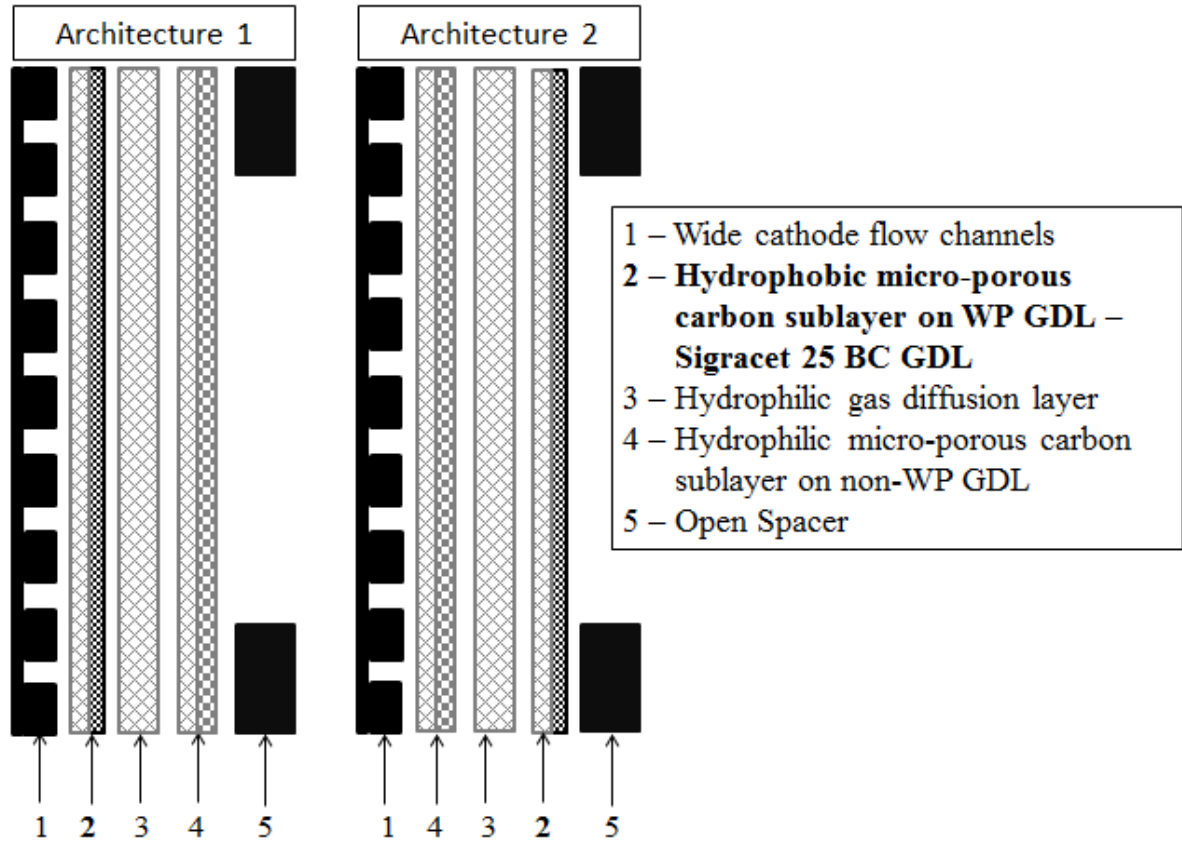 Architecture 1
Architecture 2
1 – Wide cathode flow channels
2 – Hydrophobic micro-porous
carbon sublayer on WP GDL –
Sigracet 25 BC GDL
3 – Hydrophilic gas diffusion layer
4 – Hydrophilic micro-porous carbon
sublayer on non-WP GDL
5 – Open Spacer
1 2 3 4 5
1 4 3 2 5